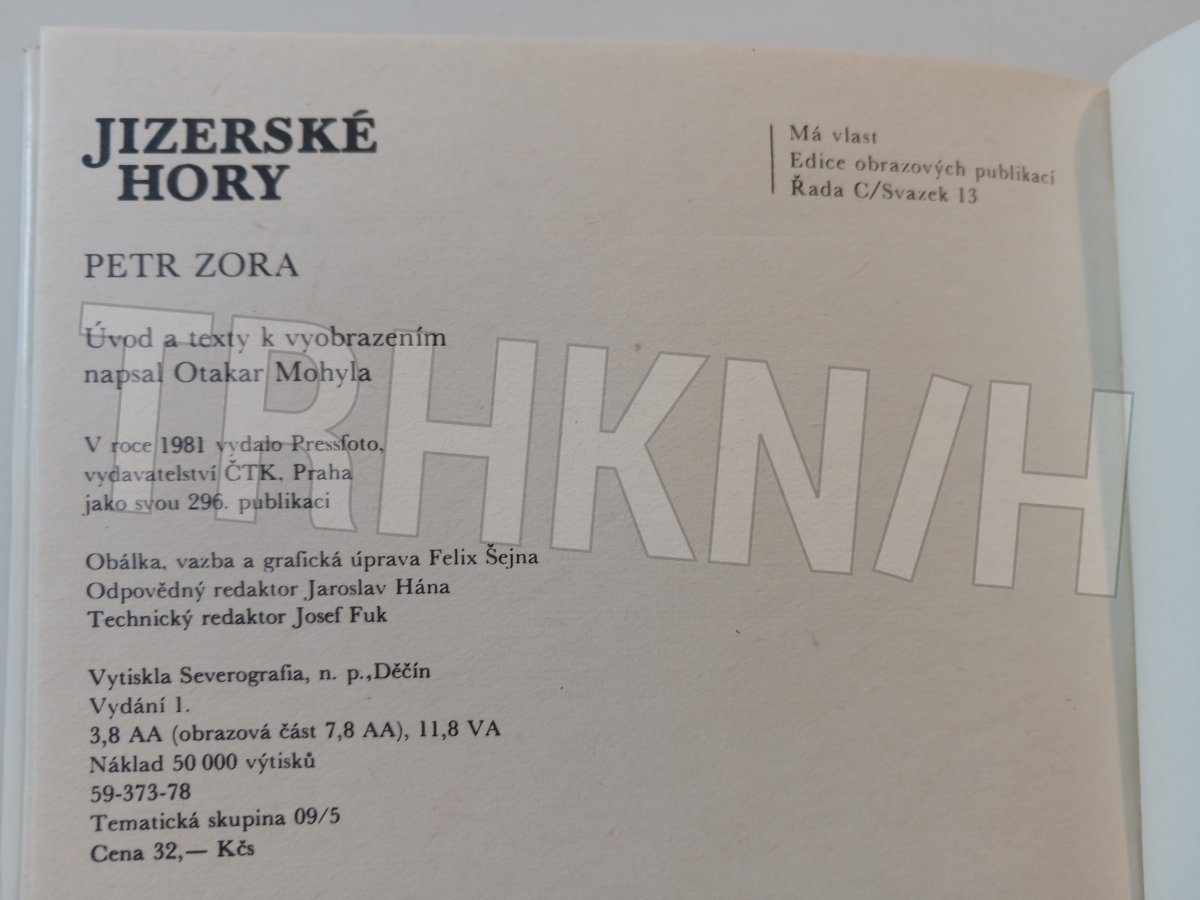 JIZERSKÉ
HORY
Má vlast
Edice obrazových publikací
Řada C/Svazek 13
PETR ZORA
Úvod a texty k vyobrazením
napsal Otakar Mohyla
V roce 1981 vydalo Pressfoto,
vydavatelství ČTK, Praha
jako svou 296. publikaci
Obálka, vazba a grafická úprava Felix Šejna
Odpovědný redaktor Jaroslav Hána
Technický redaktor Josef Fuk
Vytiskla Severografia, n. p.,Děčín
Vydání 1.
3,8 AA (obrazová část 7,8 AA), 11,8 VA
Náklad 50 000 výtisků
59-373-78
Tematická skupina 09/5
Cena 32,— Kčs
TRHKN/H